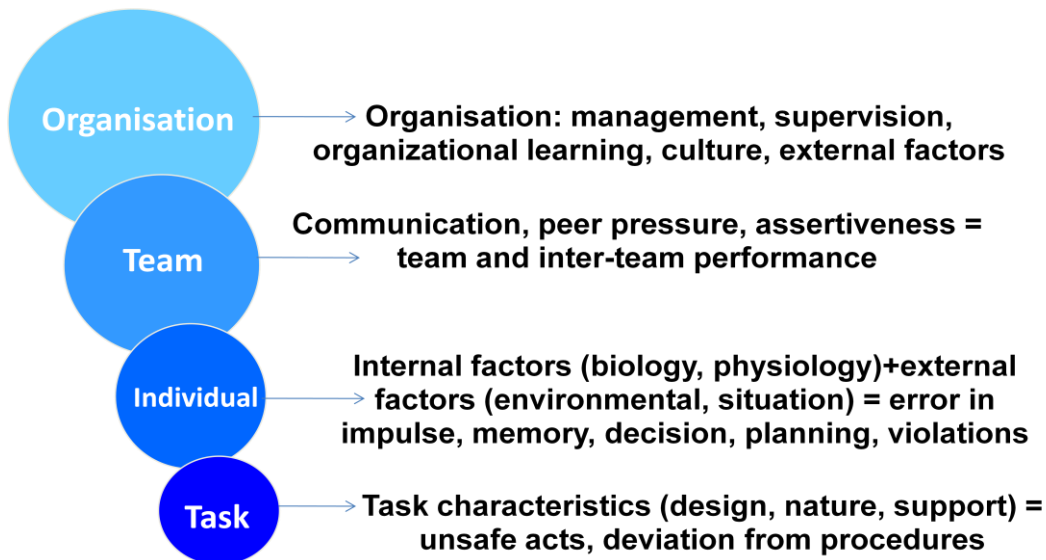 Organisation
Organisation: management, supervision,
organizational learning, culture, external factors
Team
Communication, peer pressure, assertiveness =
team and inter-team performance
Individual
Internal factors (biology, physiology)+external
factors (environmental, situation) = error in
impulse, memory, decision, planning, violations
Task
Task characteristics (design, nature, support) =
unsafe acts, deviation from procedures